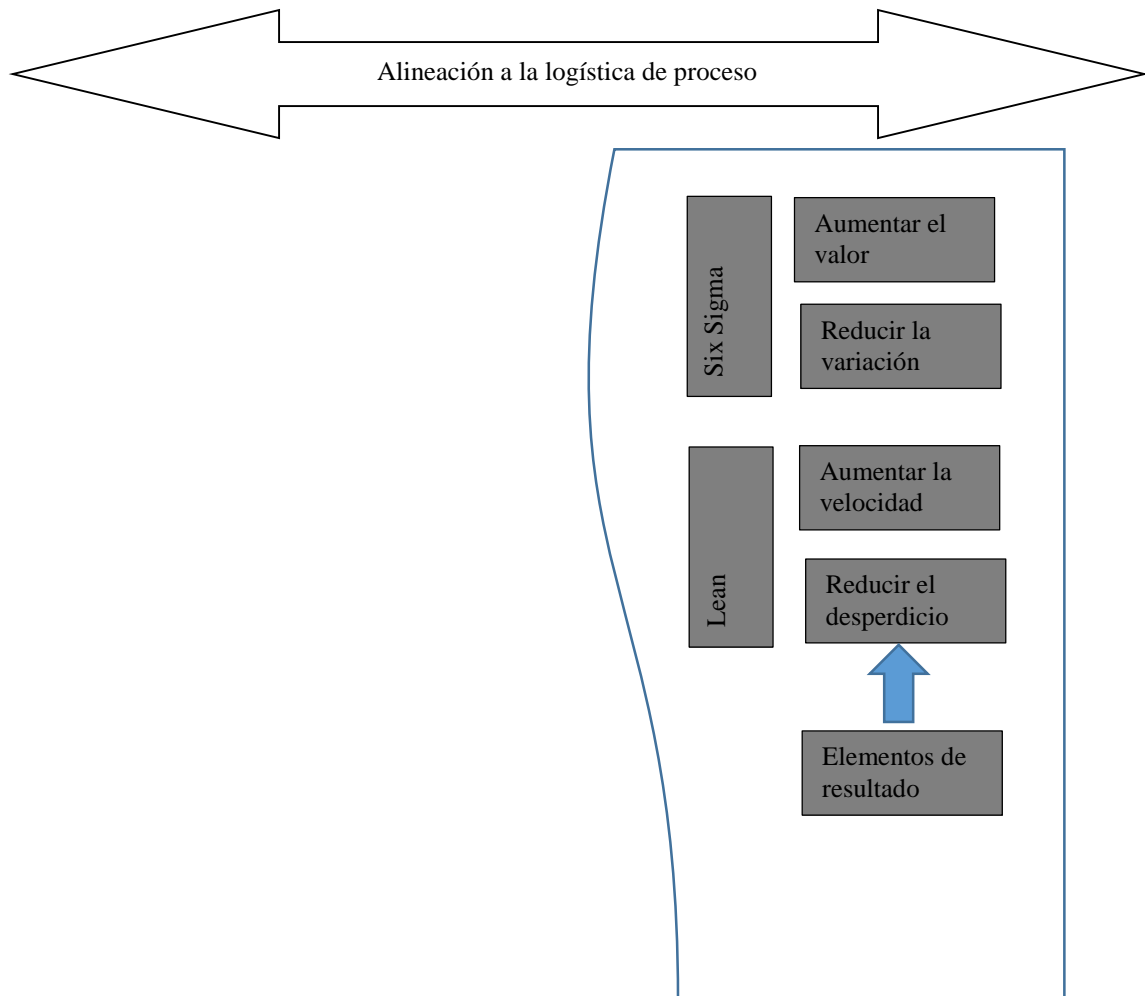 Alineación a la logística de proceso
Six Sigma
Aumentar el
valor
Reducir la
variación
Lean
Aumentar la
velocidad
Reducir el
desperdicio
Elementos de
resultado